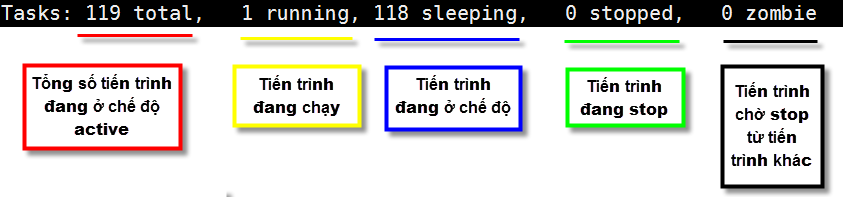 Tasks: 119 total, 1 running, 118 sleeping, 0 stopped, 0 zombie
Tổng số tiến trình
đang ở chế độ
active
Tiến trình
đang chạy
Tiến trình
đang ở chế độ
Tiến trình
đang stop
Tiến trình
chờ stop
từ tiến
trình khác